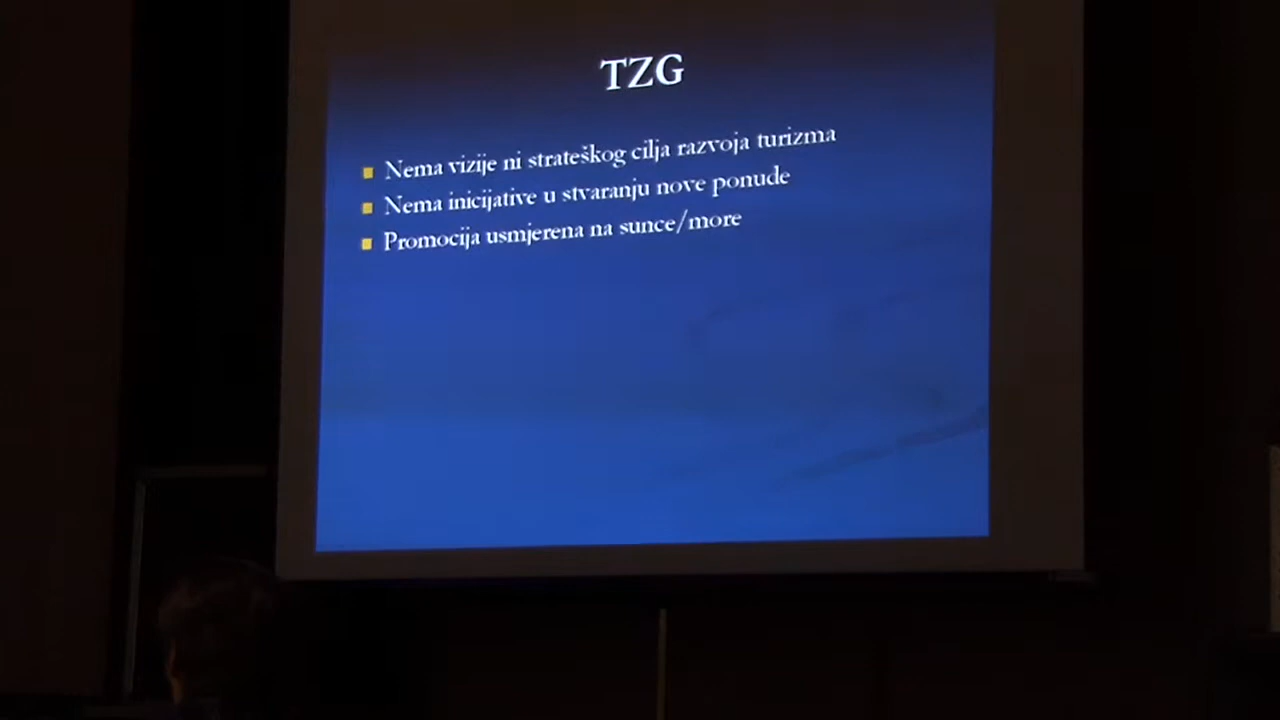 TZG
Nema vizije ni strateškog cilja razvoja turizma
Nema inicijative u stvaranju nove ponude
Promocija usmjerena na sunce/more